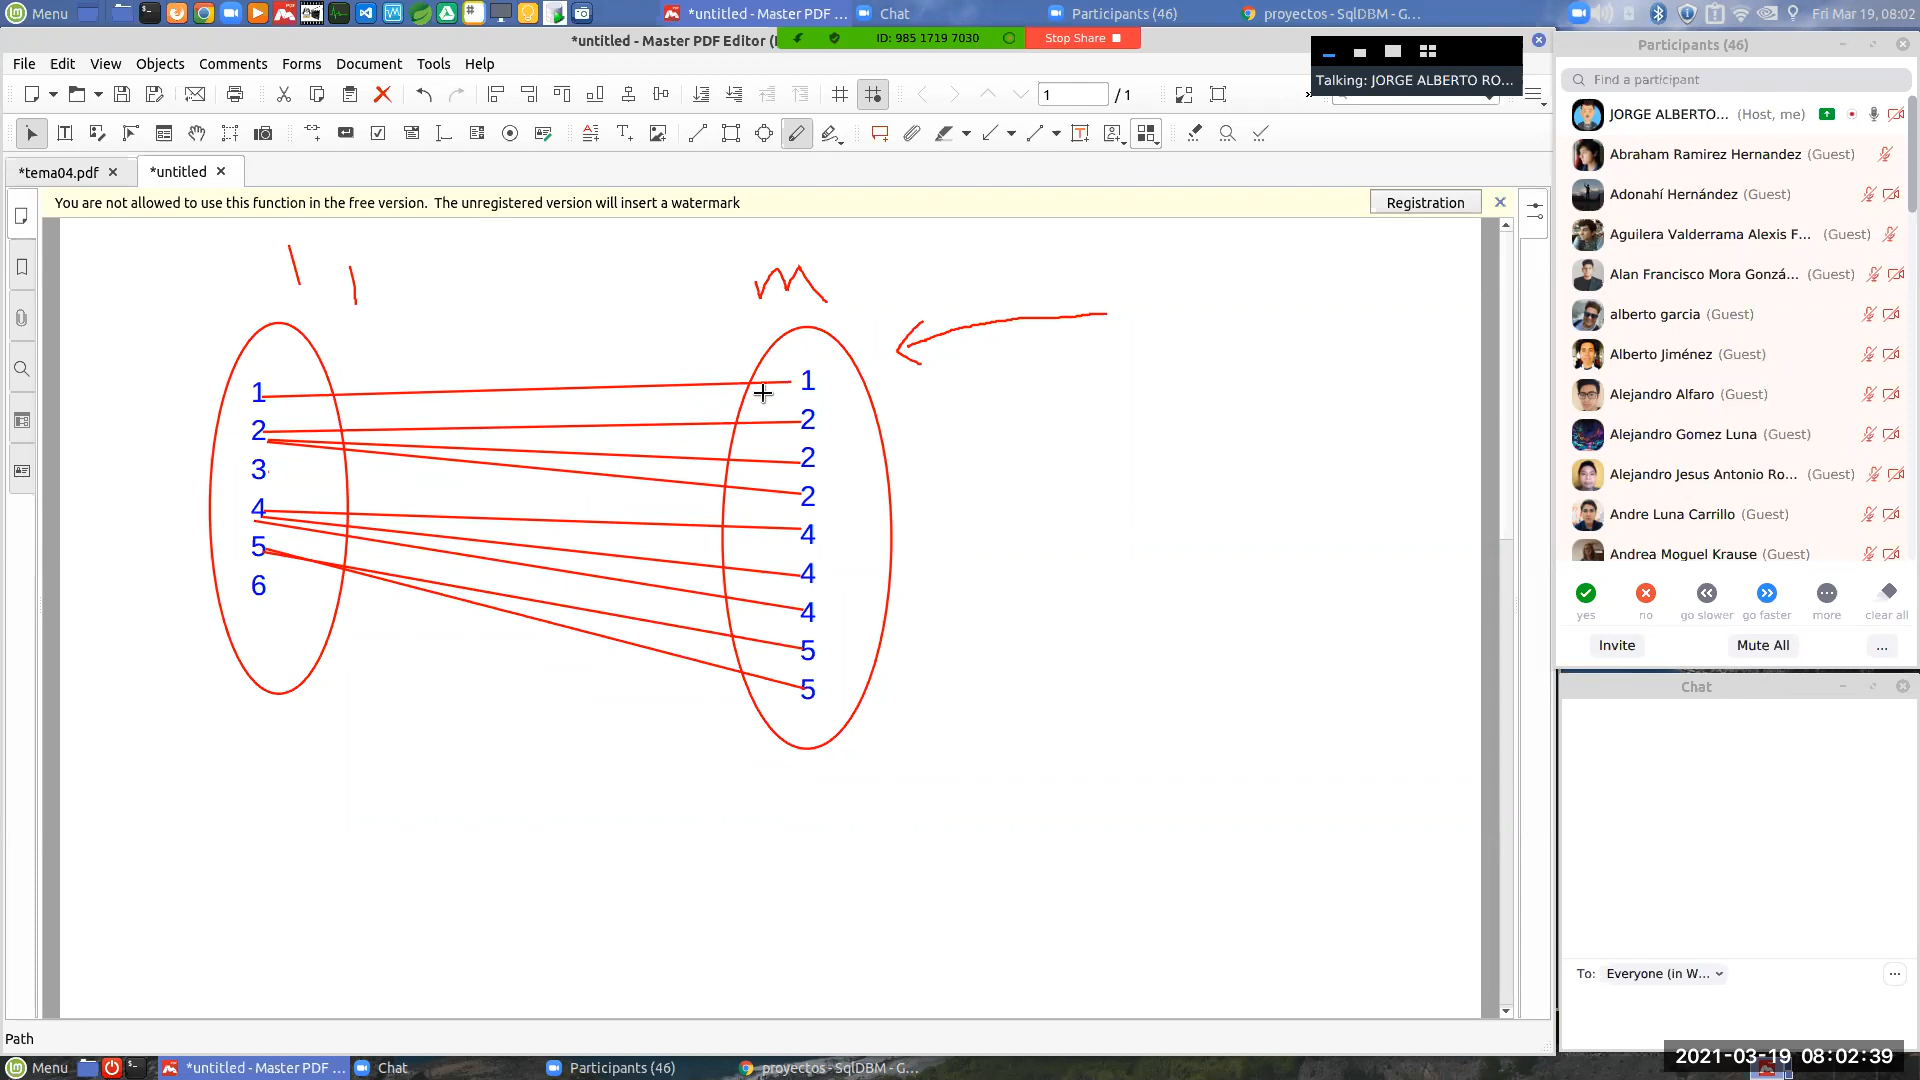 Menu
*untitled - Master PDF ...
Chat
Participants (46)
proyectos - SqlDBM - G...
Fri Mar 19, 08:02
*untitled - Master PDF Editor (
ID: 985 1719 7030
Stop Share
Talking: JORGE ALBERTO RO...
File Edit View Objects Comments Forms Document Tools Help
1 / 1
*tema04.pdf
*untitled
You are not allowed to use this function in the free version. The unregistered version will insert a watermark
Registration
1 1
m
1
2
3
4
5
6
1
2
2
2
4
4
4
5
5
Path
Participants (46)
Find a participant
JORGE ALBERTO... (Host, me)
Abraham Ramirez Hernandez (Guest)
Adonahí Hernández (Guest)
Aguilera Valderrama Alexis F... (Guest)
Alan Francisco Mora Gonzá... (Guest)
alberto garcia (Guest)
Alberto Jiménez (Guest)
Alejandro Alfaro (Guest)
Alejandro Gomez Luna (Guest)
Alejandro Jesus Antonio Ro... (Guest)
Andre Luna Carrillo (Guest)
Andrea Moguel Krause (Guest)
yes no go slower go faster more clear all
Invite Mute All ...
Chat
To: Everyone (in W...
Menu
*untitled - Master PDF ...
Chat
Participants (46)
proyectos - SqlDBM - G...
2021-03-19 08:02:39